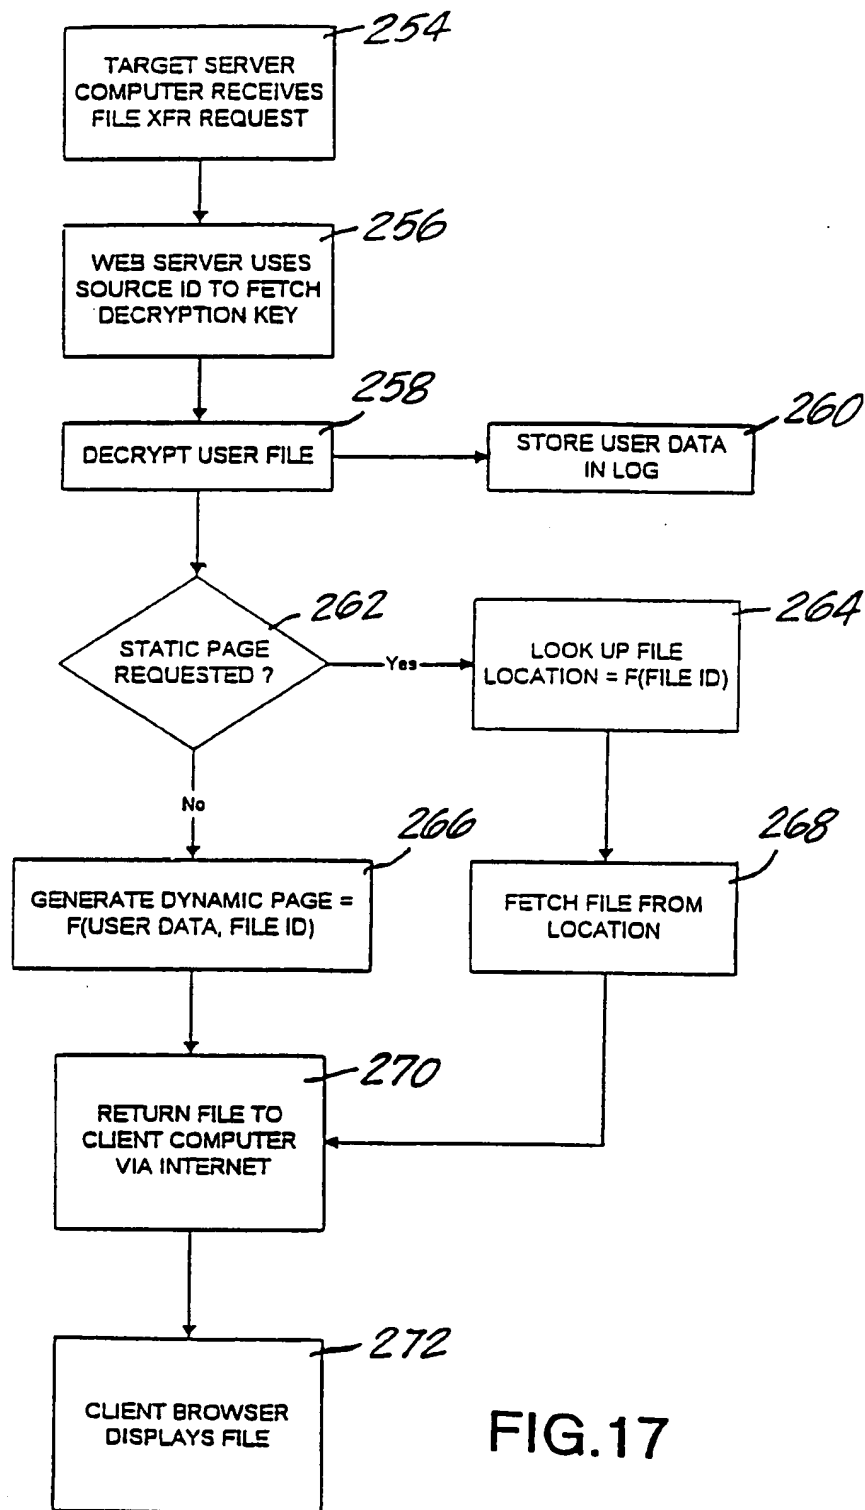 254
TARGET SERVER
COMPUTER RECEIVES
FILE XFR REQUEST
256
WEB SERVER USES
SOURCE ID TO FETCH
DECRYPTION KEY
258
DECRYPT USER FILE
260
STORE USER DATA
IN LOG
262
STATIC PAGE
REQUESTED ?
Yes
264
LOOK UP FILE
LOCATION = F(FILE ID)
No
266
GENERATE DYNAMIC PAGE =
F(USER DATA, FILE ID)
268
FETCH FILE FROM
LOCATION
270
RETURN FILE TO
CLIENT COMPUTER
VIA INTERNET
272
CLIENT BROWSER
DISPLAYS FILE
FIG.17